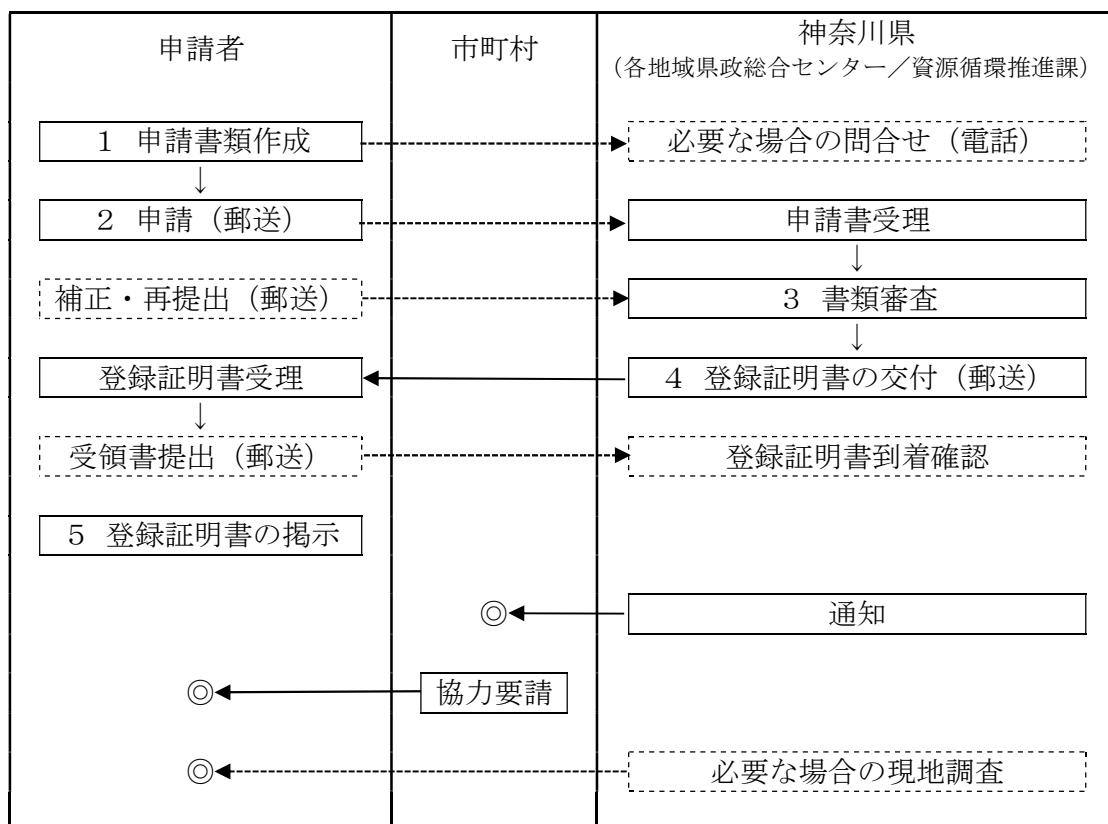 申請者
市町村
神奈川県
（各地域県政総合センター／資源循環推進課）
１ 申請書類作成
必要な場合の問合せ（電話）
↓
２ 申請（郵送）
申請書受理
↓
補正・再提出（郵送）
３ 書類審査
↓
登録証明書受理
４ 登録証明書の交付（郵送）
↓
受領書提出（郵送）
登録証明書到着確認
５ 登録証明書の掲示
◎
通知
◎
協力要請
◎
必要な場合の現地調査